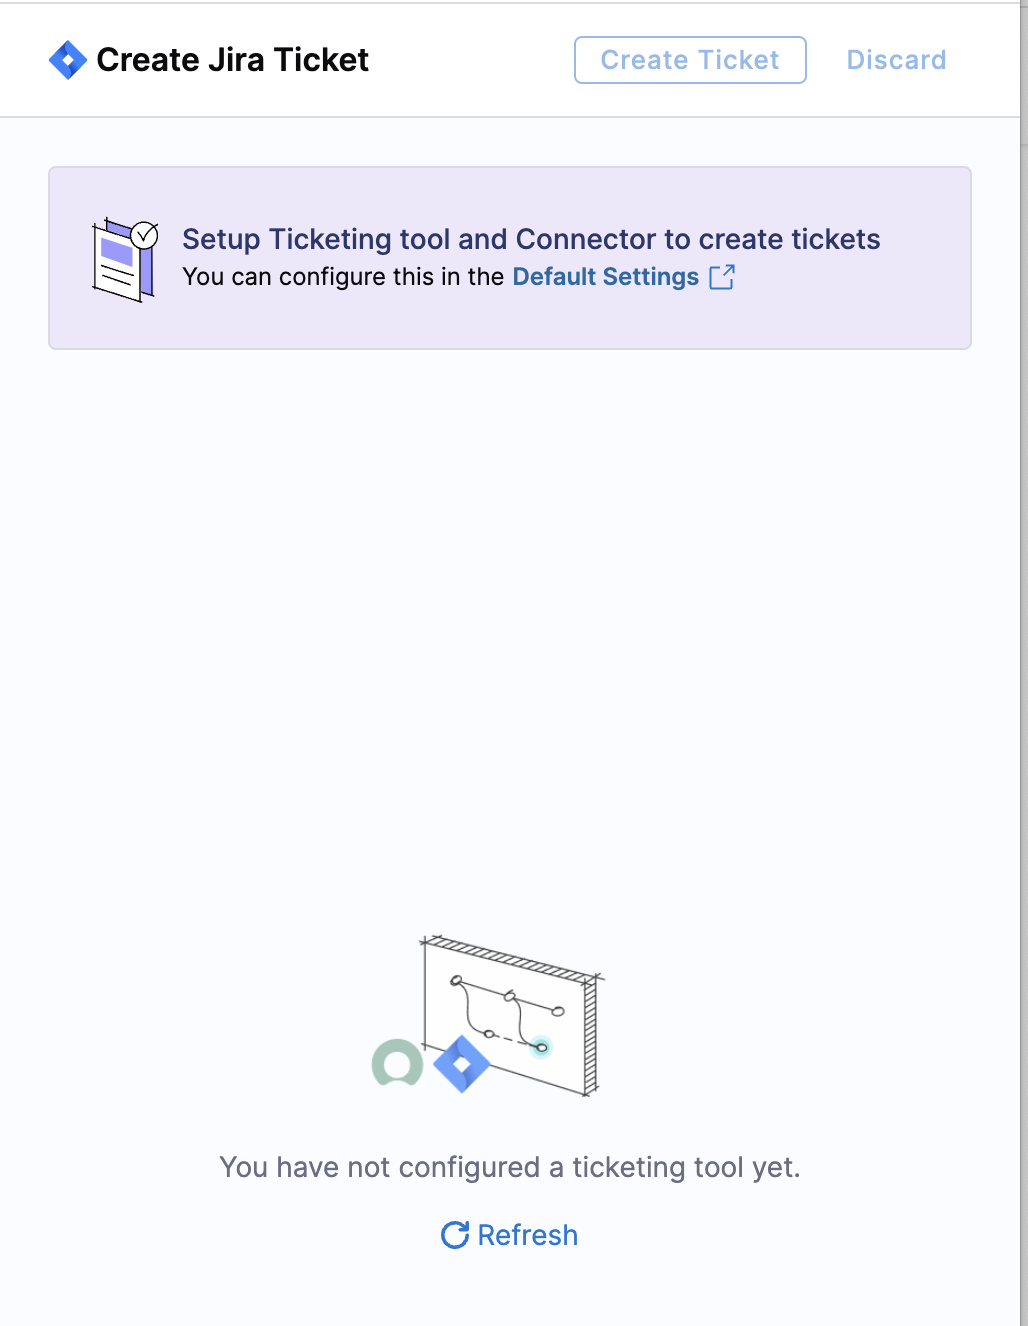 Create Jira Ticket
Create Ticket
Discard
Setup Ticketing tool and Connector to create tickets
You can configure this in the Default Settings
You have not configured a ticketing tool yet.
Refresh